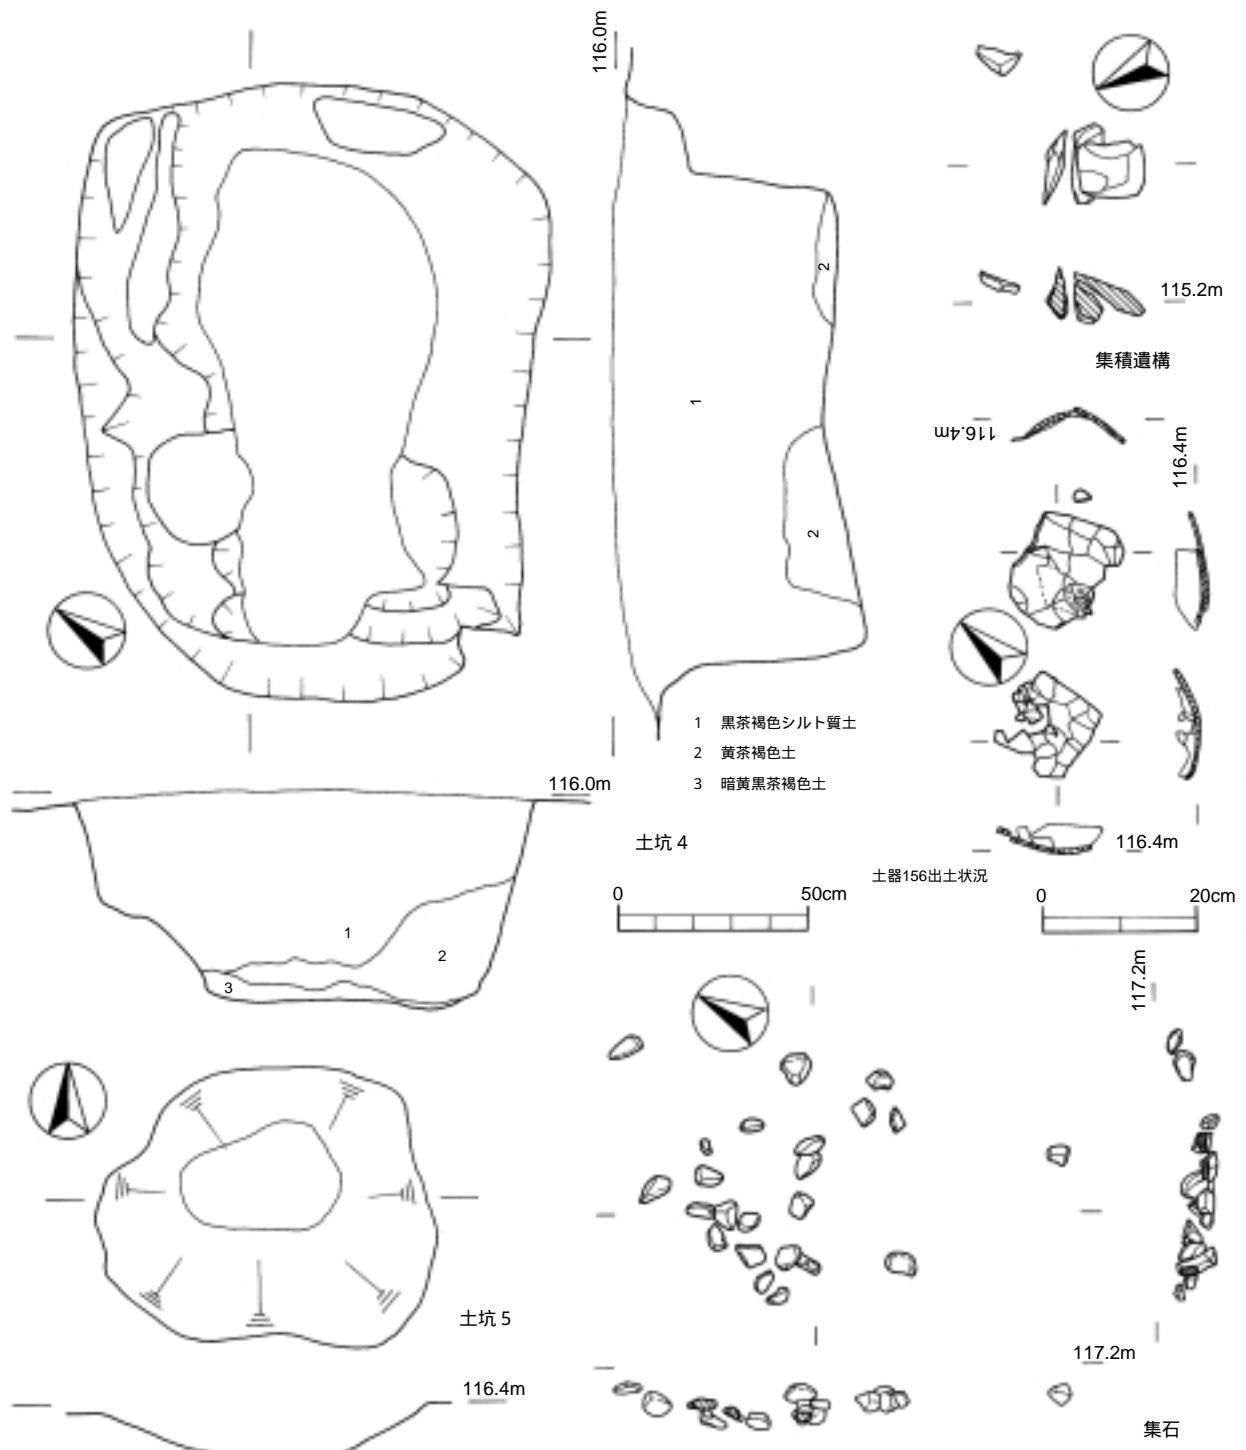 116.0m
2
115.2m
集積遺構
1
116.4m
116.4m
2
1 黒茶褐色シルト質土
2 黄茶褐色土
3 暗黄黒茶褐色土
116.0m
土坑 4
116.4m
土器156出土状況
0 50cm
0 20cm
1
2
3
117.2m
土坑 5
117.2m
116.4m
集石